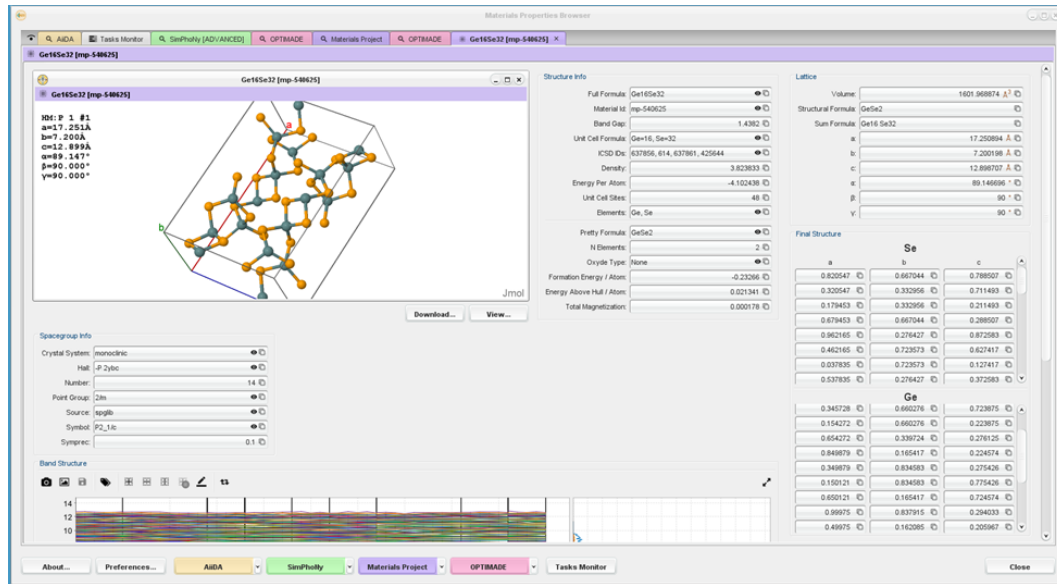 Materials Properties Browser
AiiDA Tasks Monitor SimPhoNy [ADVANCED] OPTIMADE Materials Project OPTIMADE Ge16Se32 [mp-540625] ×
Ge16Se32 [mp-540625]
Ge16Se32 [mp-540625]
Ge16Se32 [mp-540625]
HM:P 1 #1
a=17.251Å
b=7.200Å
c=12.899Å
α=89.147°
β=90.000°
γ=90.000°
a
b
Jmol
Download... View...
Structure Info
Full Formula: Ge16Se32
Material Id: mp-540625
Band Gap: 1.4382
Unit Cell Formula: Ge=16, Se=32
ICSD IDs: 637856, 614, 637861, 425644
Density: 3.823833
Energy Per Atom: -4.102438
Unit Cell Sites: 48
Elements: Ge, Se
Pretty Formula: GeSe2
N Elements: 2
Oxyde Type: None
Formation Energy / Atom: -0.23266
Energy Above Hull / Atom: 0.021341
Total Magnetization: 0.000178
Lattice
Volume: 1601.968874 Å³
Structural Formula: GeSe2
Sum Formula: Ge16 Se32
a: 17.250894 Å
b: 7.200198 Å
c: 12.898707 Å
α: 89.146696 °
β: 90 °
γ: 90 °
Final Structure
Se
a b c
0.820547 0.667044 0.788507
0.320547 0.332956 0.711493
0.179453 0.332956 0.211493
0.679453 0.667044 0.288507
0.962165 0.276427 0.872583
0.462165 0.723573 0.627417
0.037835 0.723573 0.127417
0.537835 0.276427 0.372583
Ge
0.345728 0.660276 0.723875
0.154272 0.660276 0.223875
0.654272 0.339724 0.276125
0.849879 0.165417 0.224574
0.349879 0.834583 0.275426
0.150121 0.834583 0.775426
0.650121 0.165417 0.724574
0.99975 0.837915 0.294033
0.49975 0.162085 0.205967
Spacegroup Info
Crystal System: monoclinic
Hall: -P 2ybc
Number: 14
Point Group: 2/m
Source: spglib
Symbol: P2_1/c
Symprec: 0.1
Band Structure
14
12
10
About... Preferences... AiiDA SimPhoNy Materials Project OPTIMADE Tasks Monitor Close